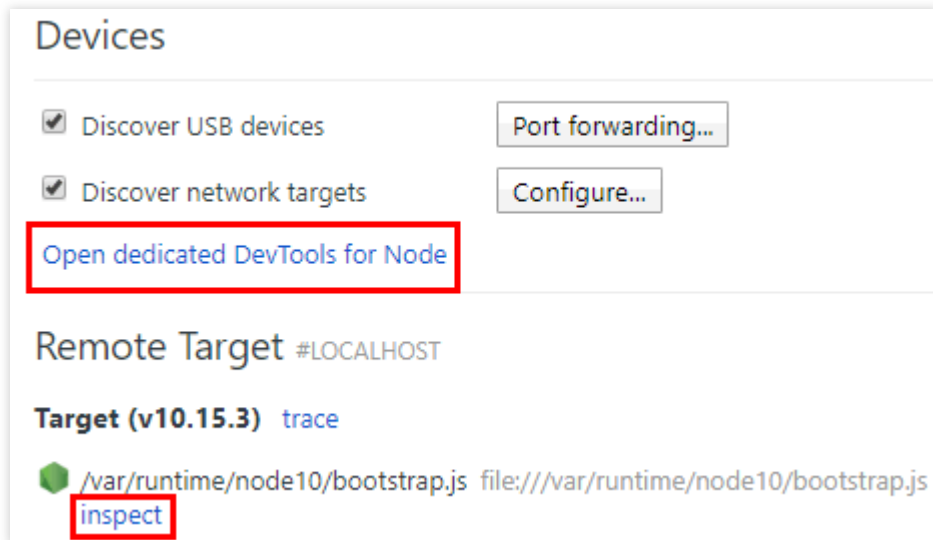 Devices
Discover USB devices Port forwarding...
Discover network targets Configure...
Open dedicated DevTools for Node
Remote Target #LOCALHOST
Target (v10.15.3) trace
/var/runtime/node10/bootstrap.js file:///var/runtime/node10/bootstrap.js
inspect